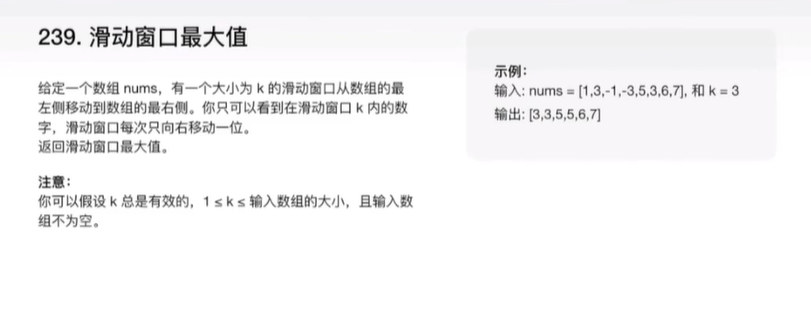 239. 滑动窗口最大值
给定一个数组 nums，有一个大小为 k 的滑动窗口从数组的最
左侧移动到数组的最右侧。你只可以看到在滑动窗口 k 内的数
字，滑动窗口每次只向右移动一位。
返回滑动窗口最大值。
注意：
你可以假设 k 总是有效的，1 ≤ k ≤ 输入数组的大小，且输入数
组不为空。
示例：
输入: nums = [1,3,-1,-3,5,3,6,7], 和 k = 3
输出: [3,3,5,5,6,7]